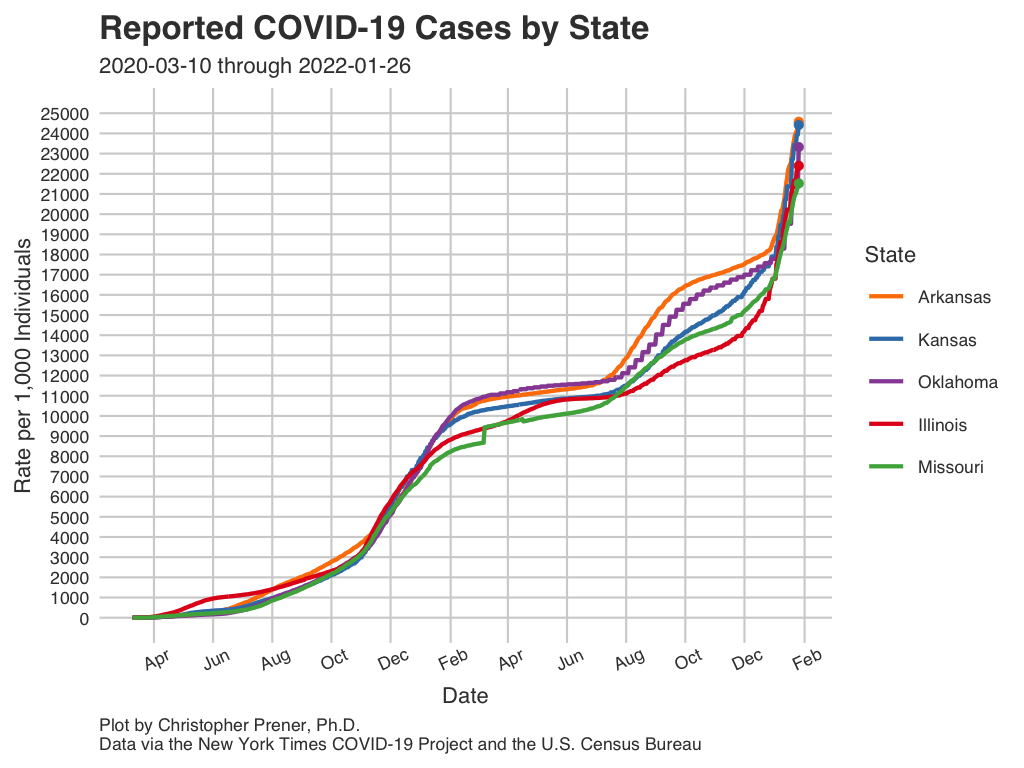 Reported COVID-19 Cases by State
2020-03-10 through 2022-01-26
Rate per 1,000 Individuals
25000
24000
23000
22000
21000
20000
19000
18000
17000
16000
15000
14000
13000
12000
11000
10000
9000
8000
7000
6000
5000
4000
3000
2000
1000
0
Apr Jun Aug Oct Dec Feb Apr Jun Aug Oct Dec Feb
Date
State
Arkansas
Kansas
Oklahoma
Illinois
Missouri
Plot by Christopher Prener, Ph.D.
Data via the New York Times COVID-19 Project and the U.S. Census Bureau